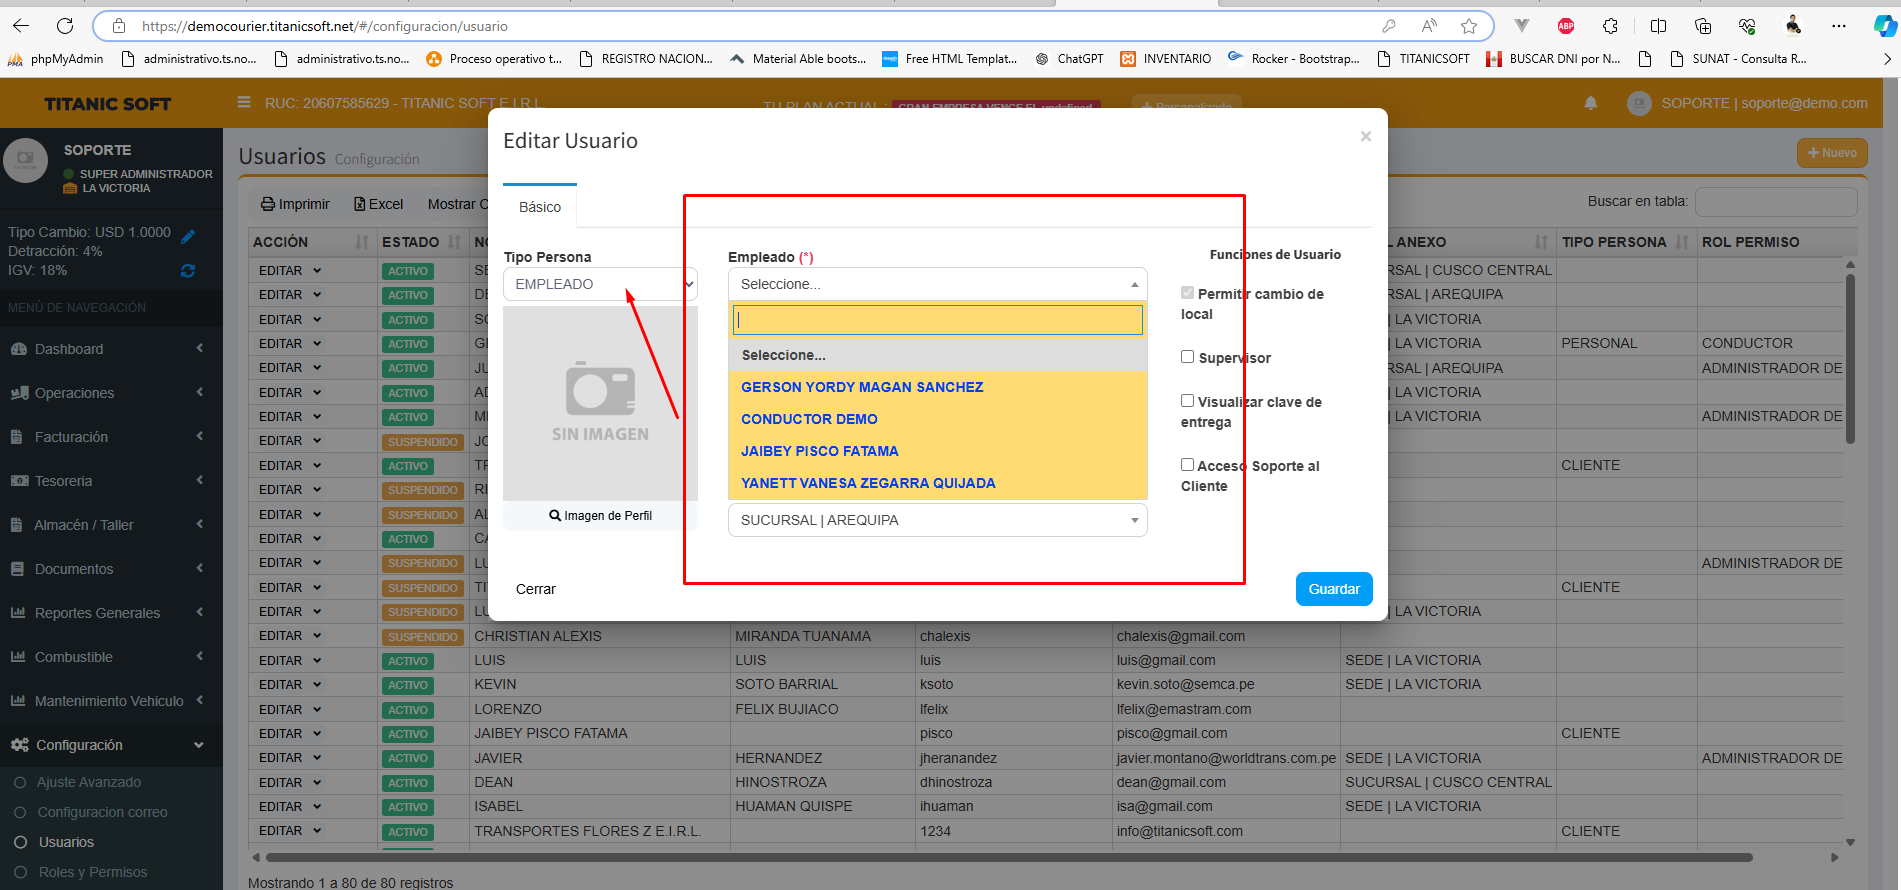 https://democourier.titanicsoft.net/#/configuracion/usuario
phpMyAdmin
administrativo.ts.no...
administrativo.ts.no...
Proceso operativo t...
REGISTRO NACION...
Material Able boots...
Free HTML Templat...
ChatGPT
INVENTARIO
Rocker - Bootstrap...
TITANICSOFT
BUSCAR DNI por N...
SUNAT - Consulta R...
TITANIC SOFT
RUC: 20607585629 - TITANIC SOFT E.I.R.L.
TU PLAN ACTUAL : GRAN EMPRESA VENCE EL undefined
+ Personalizado
SOPORTE | soporte@demo.com
SOPORTE
SUPER ADMINISTRADOR
LA VICTORIA
Tipo Cambio: USD 1.0000
Detracción: 4%
IGV: 18%
MENÚ DE NAVEGACIÓN
Dashboard
Operaciones
Facturación
Tesoreria
Almacén / Taller
Documentos
Reportes Generales
Combustible
Mantenimiento Vehiculo
Configuración
Ajuste Avanzado
Configuracion correo
Usuarios
Roles y Permisos
Usuarios Configuración
+ Nuevo
Imprimir Excel Mostrar C
Buscar en tabla:
Editar Usuario
×
Básico
Tipo Persona
EMPLEADO
SIN IMAGEN
Imagen de Perfil
Empleado (*)
Seleccione...
Seleccione...
GERSON YORDY MAGAN SANCHEZ
CONDUCTOR DEMO
JAIBEY PISCO FATAMA
YANETT VANESA ZEGARRA QUIJADA
SUCURSAL | AREQUIPA
Funciones de Usuario
Permitir cambio de
local
Supervisor
Visualizar clave de
entrega
Acceso Soporte al
Cliente
Cerrar
Guardar
ACCIÓN ESTADO NO L ANEXO TIPO PERSONA ROL PERMISO
EDITAR ACTIVO SE RSAL | CUSCO CENTRAL
EDITAR ACTIVO DE RSAL | AREQUIPA
EDITAR ACTIVO SO | LA VICTORIA
EDITAR ACTIVO GE | LA VICTORIA PERSONAL CONDUCTOR
EDITAR ACTIVO JU RSAL | AREQUIPA ADMINISTRADOR DE
EDITAR ACTIVO AD | LA VICTORIA
EDITAR ACTIVO MI | LA VICTORIA ADMINISTRADOR DE
EDITAR SUSPENDIDO JO
EDITAR ACTIVO TR CLIENTE
EDITAR SUSPENDIDO RI
EDITAR SUSPENDIDO AL
EDITAR ACTIVO CA
EDITAR SUSPENDIDO LU ADMINISTRADOR DE
EDITAR SUSPENDIDO TI CLIENTE
EDITAR SUSPENDIDO LU | LA VICTORIA
EDITAR SUSPENDIDO CHRISTIAN ALEXIS MIRANDA TUANAMA chalexis chalexis@gmail.com
EDITAR ACTIVO LUIS LUIS luis luis@gmail.com SEDE | LA VICTORIA
EDITAR ACTIVO KEVIN SOTO BARRIAL ksoto kevin.soto@semca.pe SEDE | LA VICTORIA
EDITAR ACTIVO LORENZO FELIX BUJIACO lfelix lfelix@emastram.com
EDITAR ACTIVO JAIBEY PISCO FATAMA pisco pisco@gmail.com CLIENTE
EDITAR ACTIVO JAVIER HERNANDEZ jheranandez javier.montano@worldtrans.com.pe SEDE | LA VICTORIA ADMINISTRADOR DE
EDITAR ACTIVO DEAN HINOSTROZA dhinostroza dean@gmail.com SUCURSAL | CUSCO CENTRAL
EDITAR ACTIVO ISABEL HUAMAN QUISPE ihuaman isa@gmail.com SEDE | LA VICTORIA
EDITAR ACTIVO TRANSPORTES FLORES Z E.I.R.L. 1234 info@titanicsoft.com CLIENTE
Mostrando 1 a 80 de 80 registros